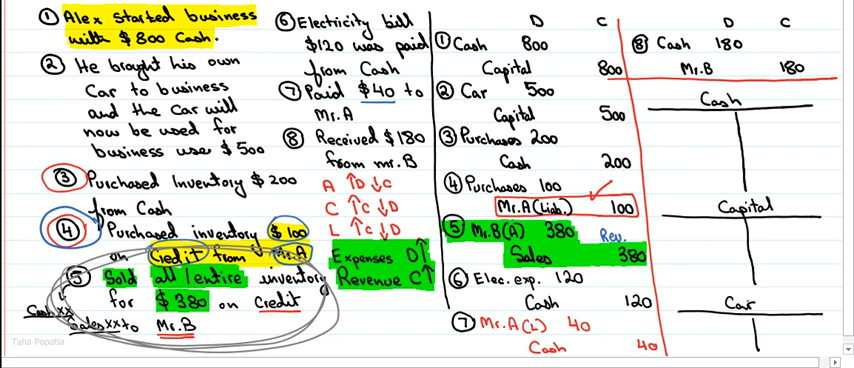 ① Alex started business
with $800 Cash.
② He brought his own
Car to business
and the Car will
now be used for
business use $500
③ Purchased Inventory $200
from Cash
④ Purchased inventory $100
on Credit from Mr.A
⑤ Sold all/entire inventory
for $380 on Credit
to Mr.B
Cash xx
Sales xx
Taha Popatia
⑥ Electricity bill
$120 was paid
from Cash
⑦ Paid $40 to
Mr.A
⑧ Received $180
from mr.B
A ↑D ↓C
C ↑C ↓D
L ↑C ↓D
Expenses D↑
Revenue C↑
D C
① Cash 800
Capital 800
② Car 500
Capital 500
③ Purchases 200
Cash 200
④ Purchases 100
Mr.A (Liab.) 100
⑤ Mr.B (A) 380
Rev.
Sales 380
⑥ Elec. exp. 120
Cash 120
⑦ Mr.A (L) 40
Cash 40
D C
⑧ Cash 180
Mr.B 180
Cash
Capital
Car